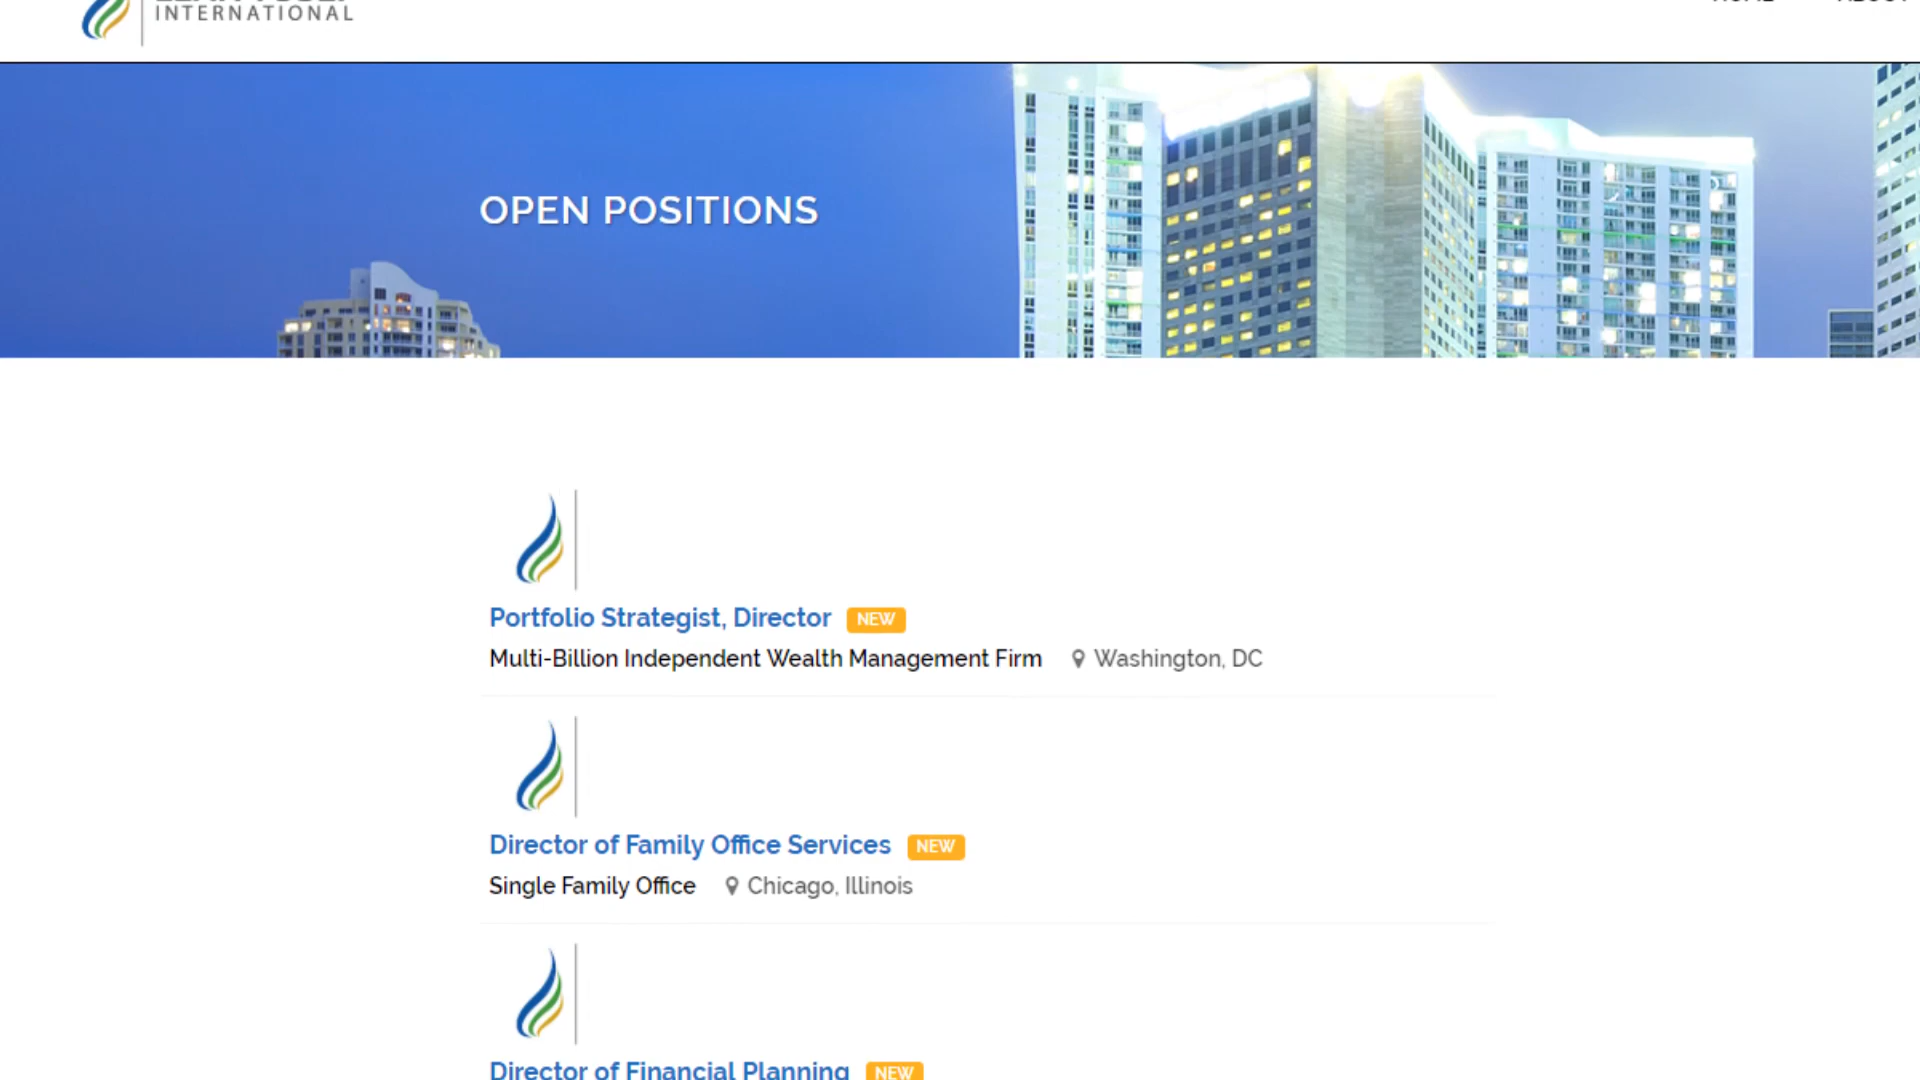 INTERNATIONAL
OPEN POSITIONS
Portfolio Strategist, Director NEW
Multi-Billion Independent Wealth Management Firm Washington, DC
Director of Family Office Services NEW
Single Family Office Chicago, Illinois
Director of Financial Planning NEW